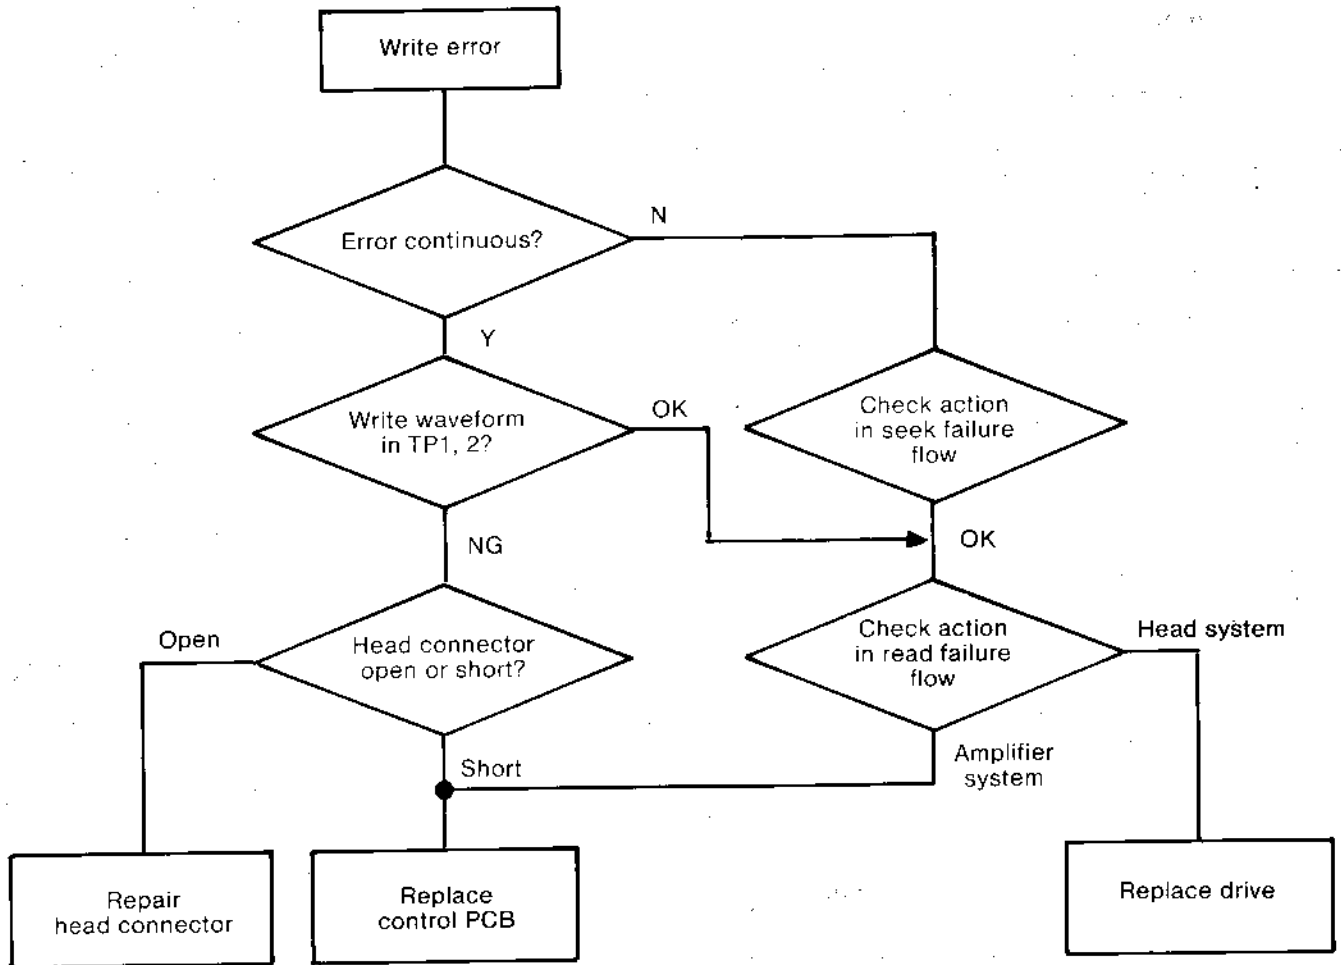 Write error
Error continuous?
N
Y
Write waveform
in TP1, 2?
OK
Check action
in seek failure
flow
NG
OK
Open
Head connector
open or short?
Check action
in read failure
flow
Head system
Short
Amplifier
system
Repair
head connector
Replace
control PCB
Replace drive